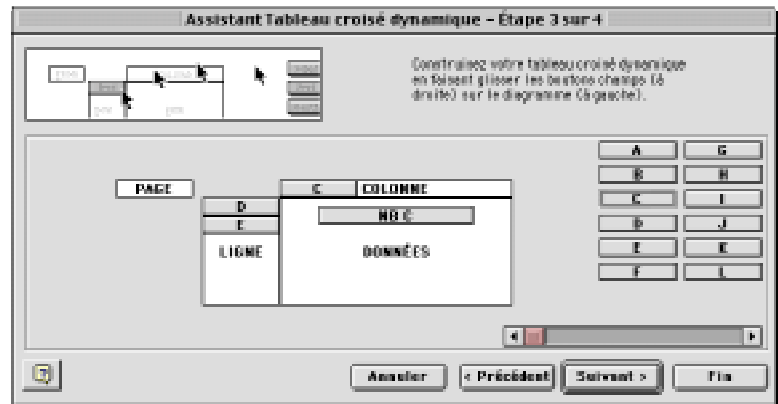 Assistant Tableau croisé dynamique – Étape 3 sur 4
Construisez votre tableau croisé dynamique
en faisant glisser les boutons champs (à
droite) sur le diagramme (à gauche).
A G
B H
PAGE C COLONNE C I
D NB C D J
E E K
LIGNE DONNÉES F L
Annuler < Précédent Suivant > Fin